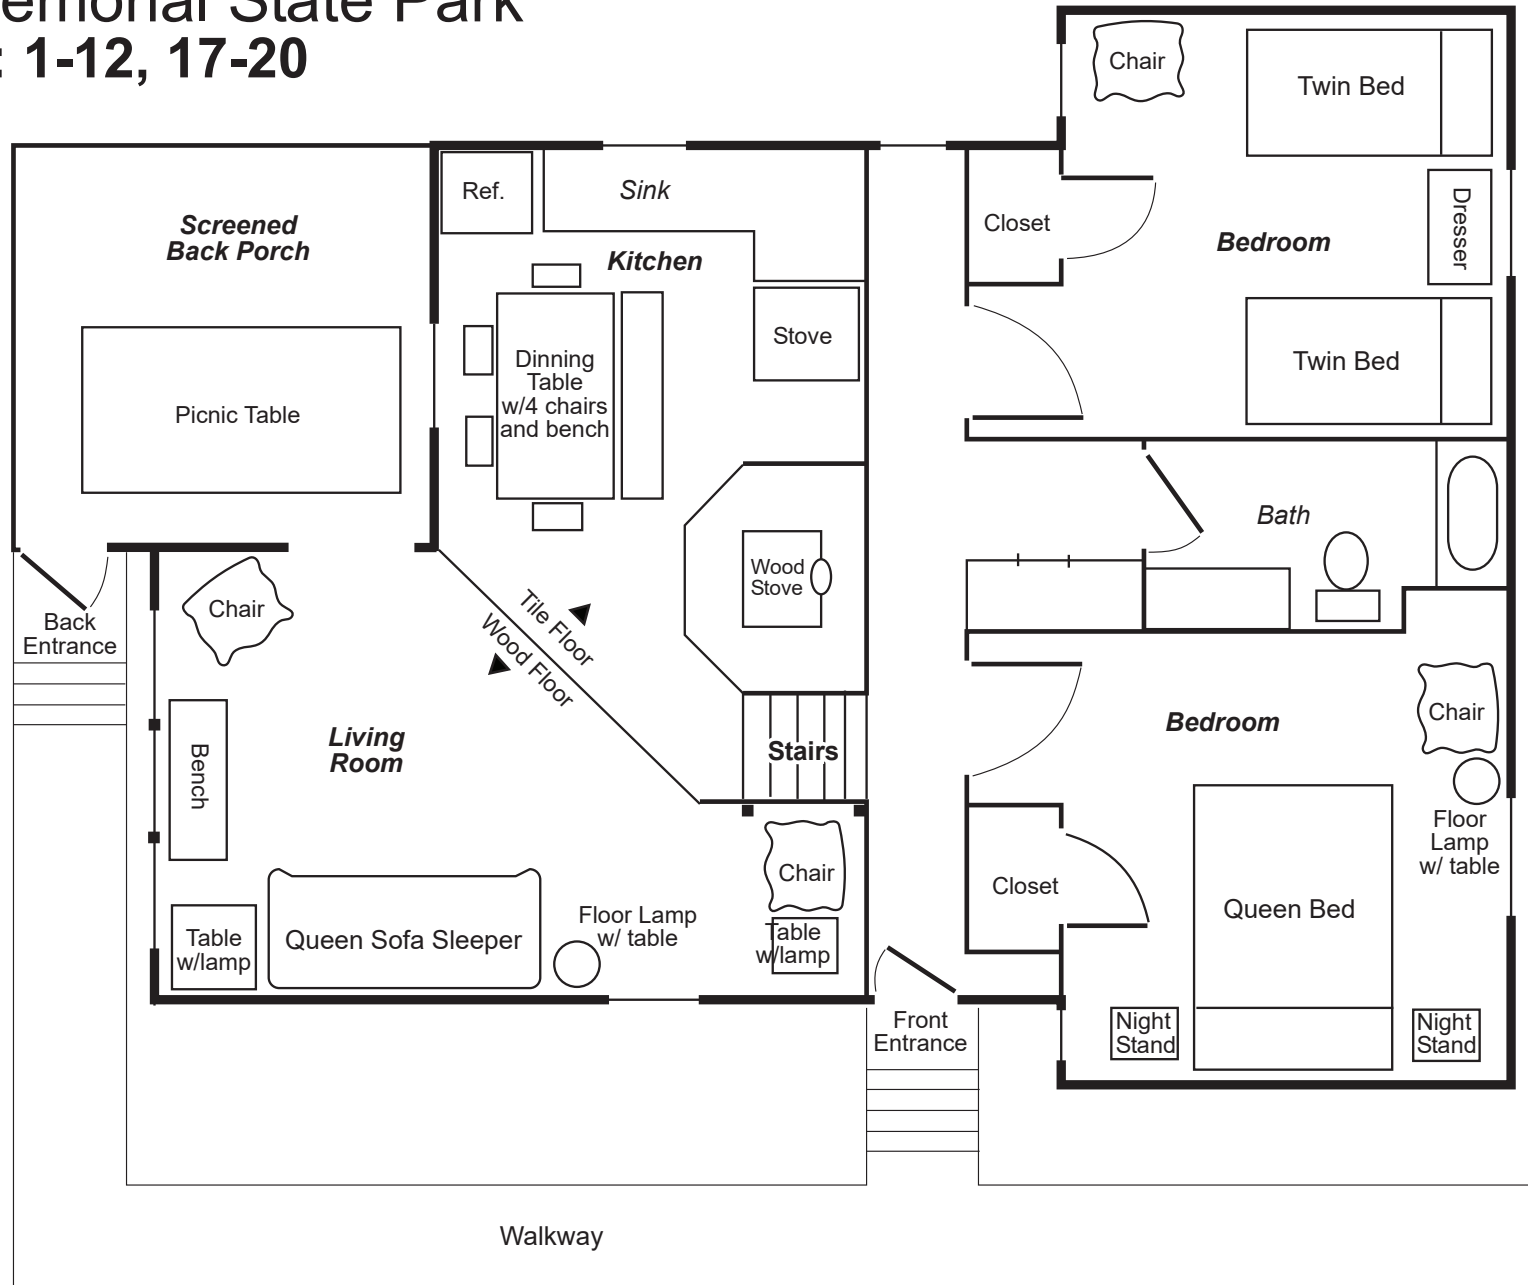 emorial State Park
: 1-12, 17-20
Chair
Twin Bed
Ref.
Sink
Screened
Back Porch
Kitchen
Closet
Bedroom
Dresser
Stove
Dinning
Table
w/4 chairs
and bench
Twin Bed
Picnic Table
Bath
Wood
Stove
Chair
Tile Floor
Wood Floor
Back
Entrance
Living
Room
Bench
Stairs
Bedroom
Chair
Floor
Lamp
w/ table
Chair
Closet
Queen Bed
Table
w/lamp
Queen Sofa Sleeper
Floor Lamp
w/ table
Table
w/lamp
Front
Entrance
Night
Stand
Night
Stand
Walkway